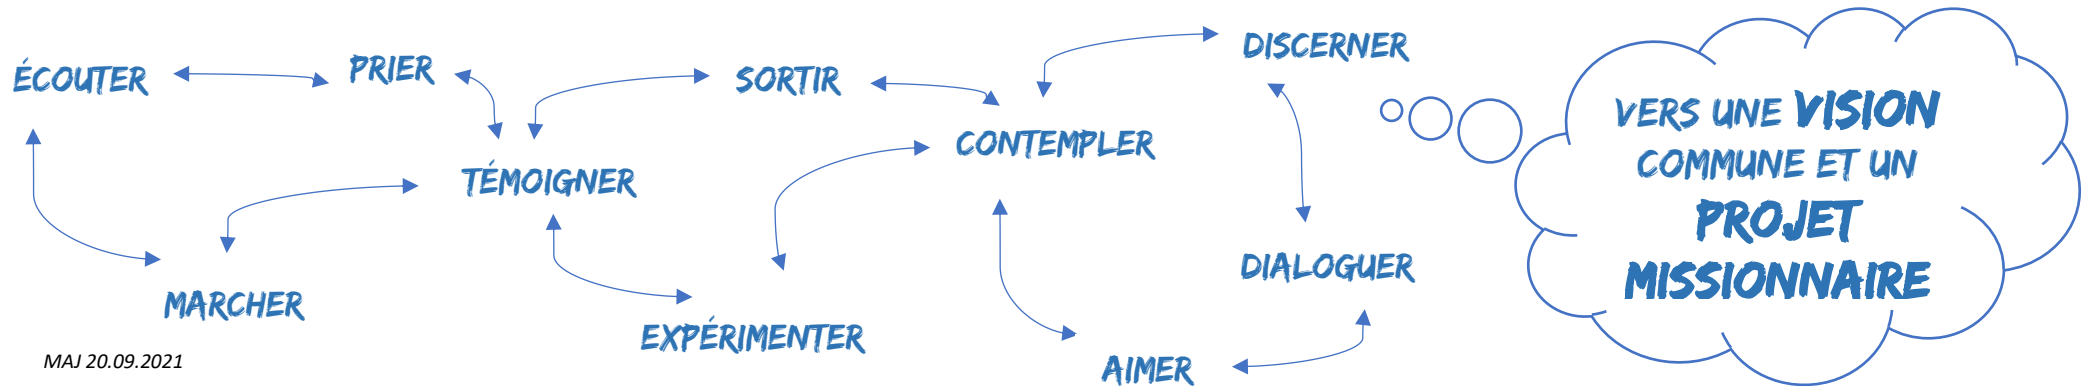 ÉCOUTER
PRIER
SORTIR
DISCERNER
CONTEMPLER
TÉMOIGNER
DIALOGUER
MARCHER
EXPÉRIMENTER
AIMER
VERS UNE VISION
COMMUNE ET UN
PROJET
MISSIONNAIRE
MAJ 20.09.2021